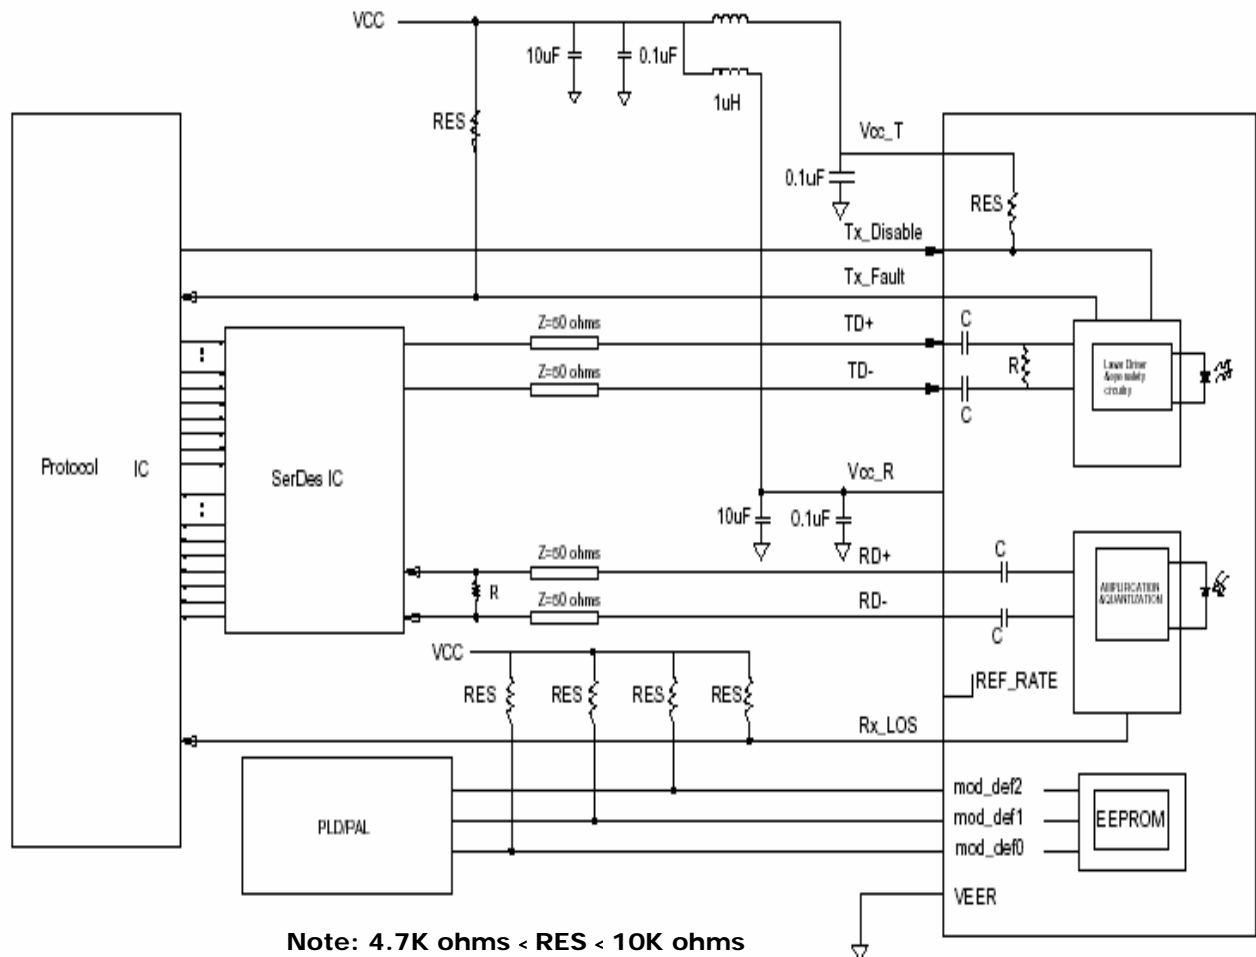 VCC
10uF
0.1uF
1uH
RES
Vcc_T
0.1uF
RES
Tx_Disable
Tx_Fault
Z=50 ohms
TD+
C
Z=50 ohms
TD-
R
C
Protocol IC
SerDes IC
Vcc_R
10uF
0.1uF
Z=50 ohms
RD+
C
R
Z=50 ohms
RD-
C
AMPLIFICATION
&QUANTIZATION
VCC
RES
RES
RES
RES
REF_RATE
Rx_LOS
PLD/PAL
mod_def2
mod_def1
mod_def0
EEPROM
VEER
Note: 4.7K ohms < RES < 10K ohms